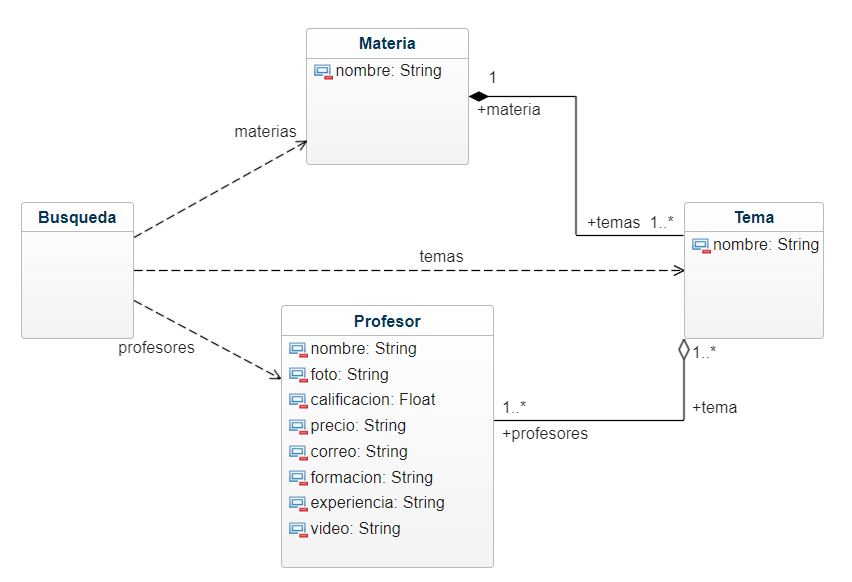 Materia
nombre: String
1
+materia
materias
Busqueda
+temas 1..*
Tema
nombre: String
temas
profesores
Profesor
nombre: String
foto: String
calificacion: Float
precio: String
correo: String
formacion: String
experiencia: String
video: String
1..*
+tema
1..*
+profesores